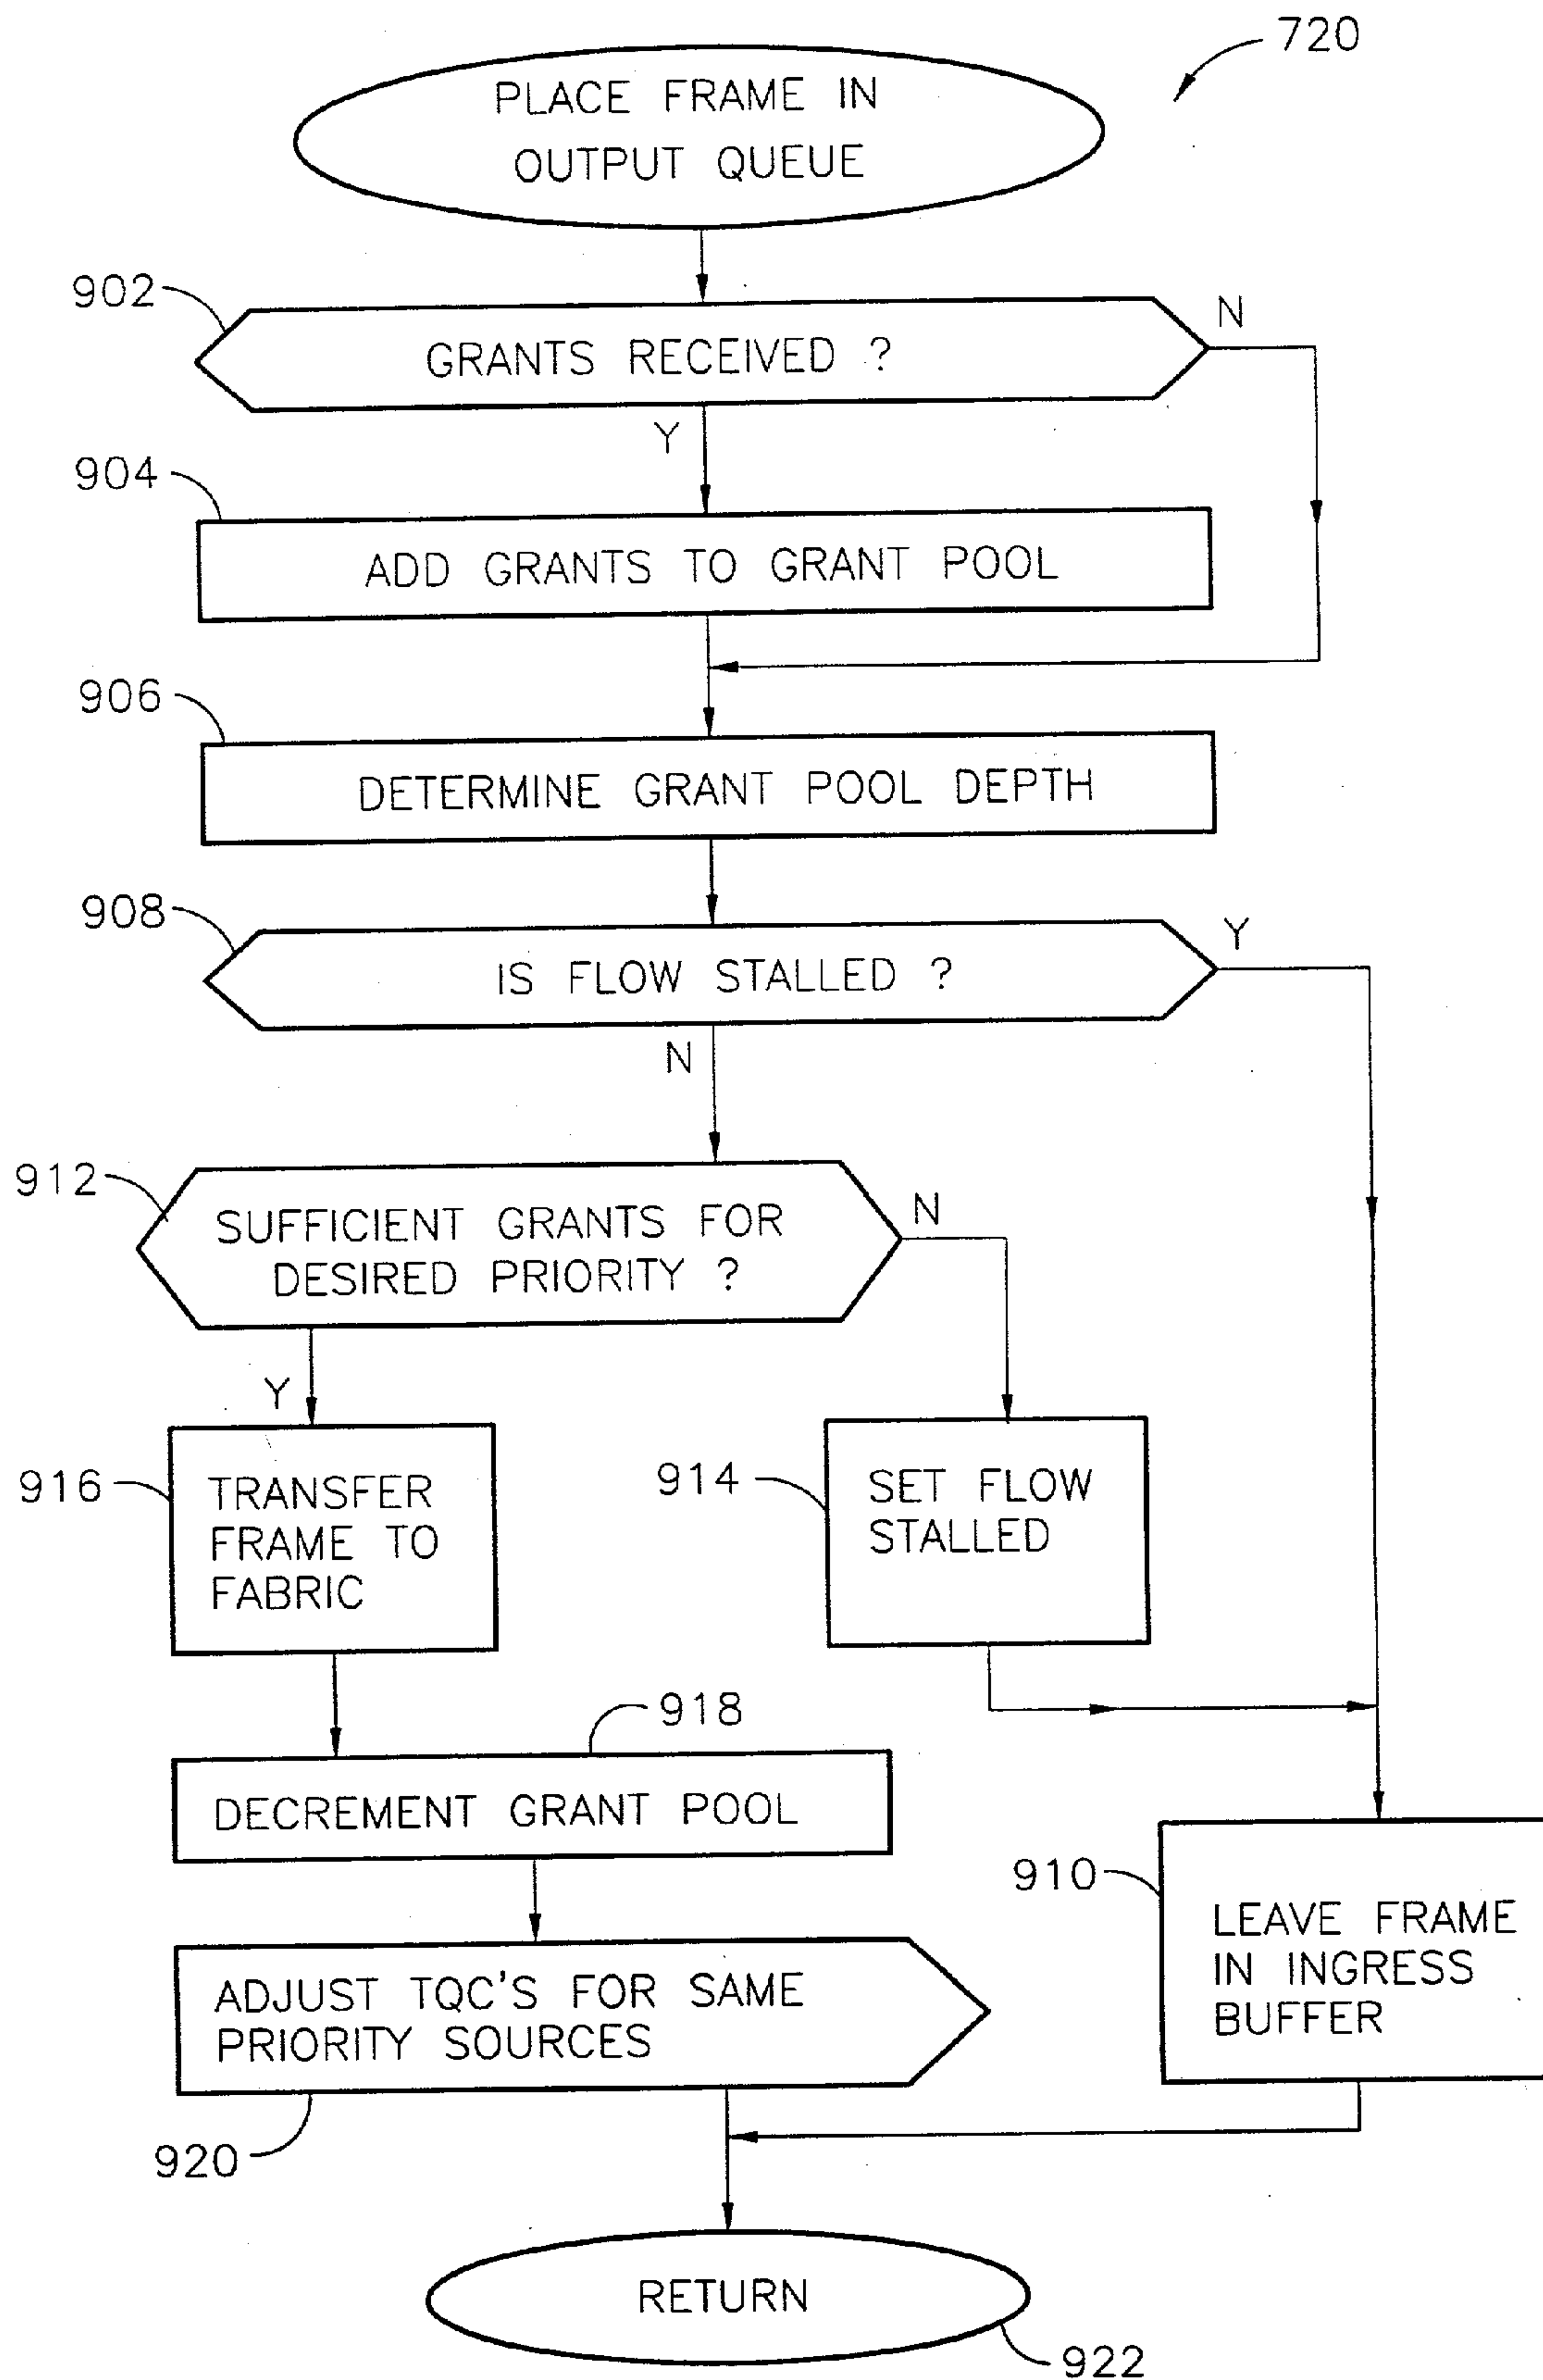 720
PLACE FRAME IN
OUTPUT QUEUE
902
GRANTS RECEIVED ?
N
Y
904
ADD GRANTS TO GRANT POOL
906
DETERMINE GRANT POOL DEPTH
908
IS FLOW STALLED ?
Y
N
912
SUFFICIENT GRANTS FOR
DESIRED PRIORITY ?
N
Y
916
TRANSFER
FRAME TO
FABRIC
914
SET FLOW
STALLED
918
DECREMENT GRANT POOL
910
LEAVE FRAME
IN INGRESS
BUFFER
ADJUST TQC'S FOR SAME
PRIORITY SOURCES
920
RETURN
922